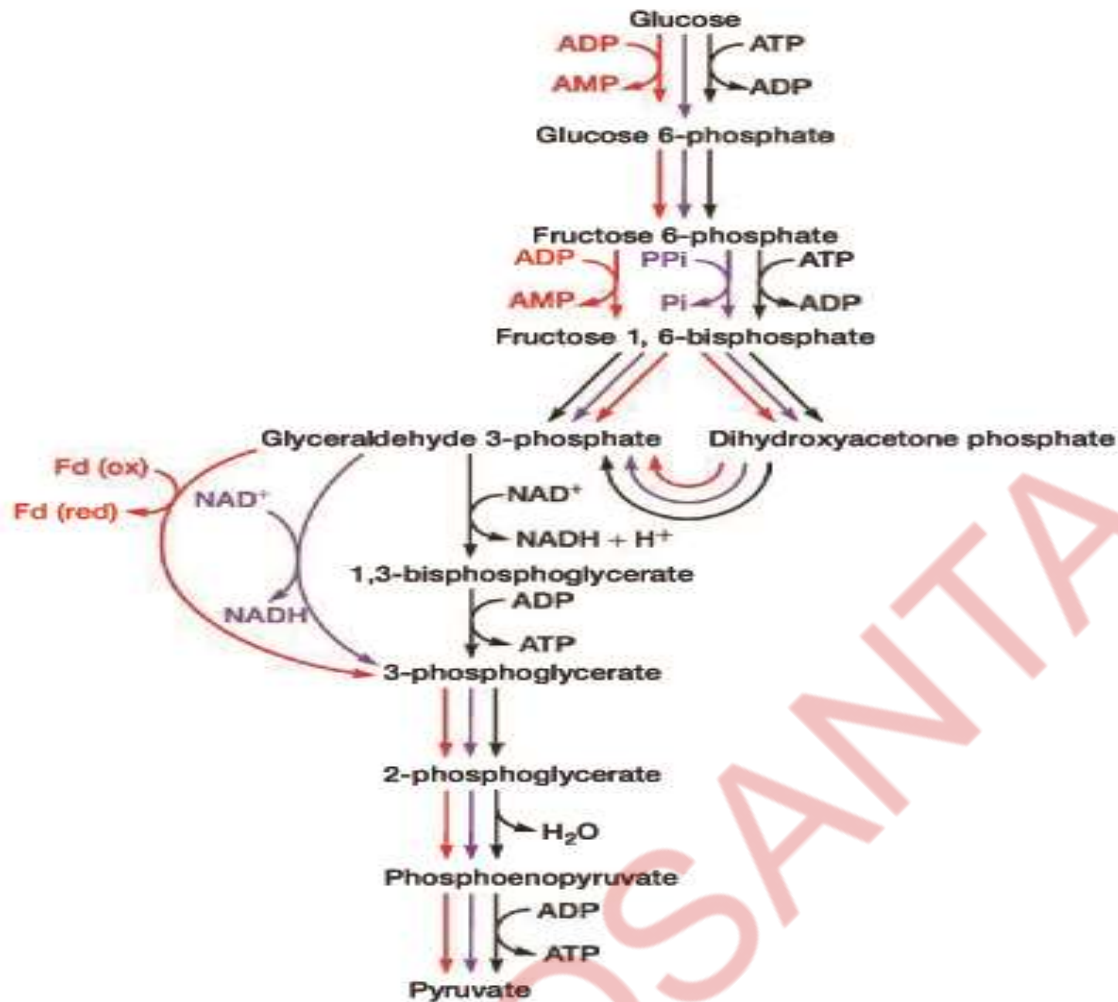 Glucose
ADP ATP
AMP ADP
Glucose 6-phosphate
Fructose 6-phosphate
ADP PPi ATP
AMP Pi ADP
Fructose 1, 6-bisphosphate
Glyceraldehyde 3-phosphate Dihydroxyacetone phosphate
Fd (ox)
NAD⁺ NAD⁺
Fd (red)
NADH + H⁺
1,3-bisphosphoglycerate
ADP
NADH
ATP
3-phosphoglycerate
2-phosphoglycerate
H₂O
Phosphoenopyruvate
ADP
ATP
Pyruvate
OSANTA